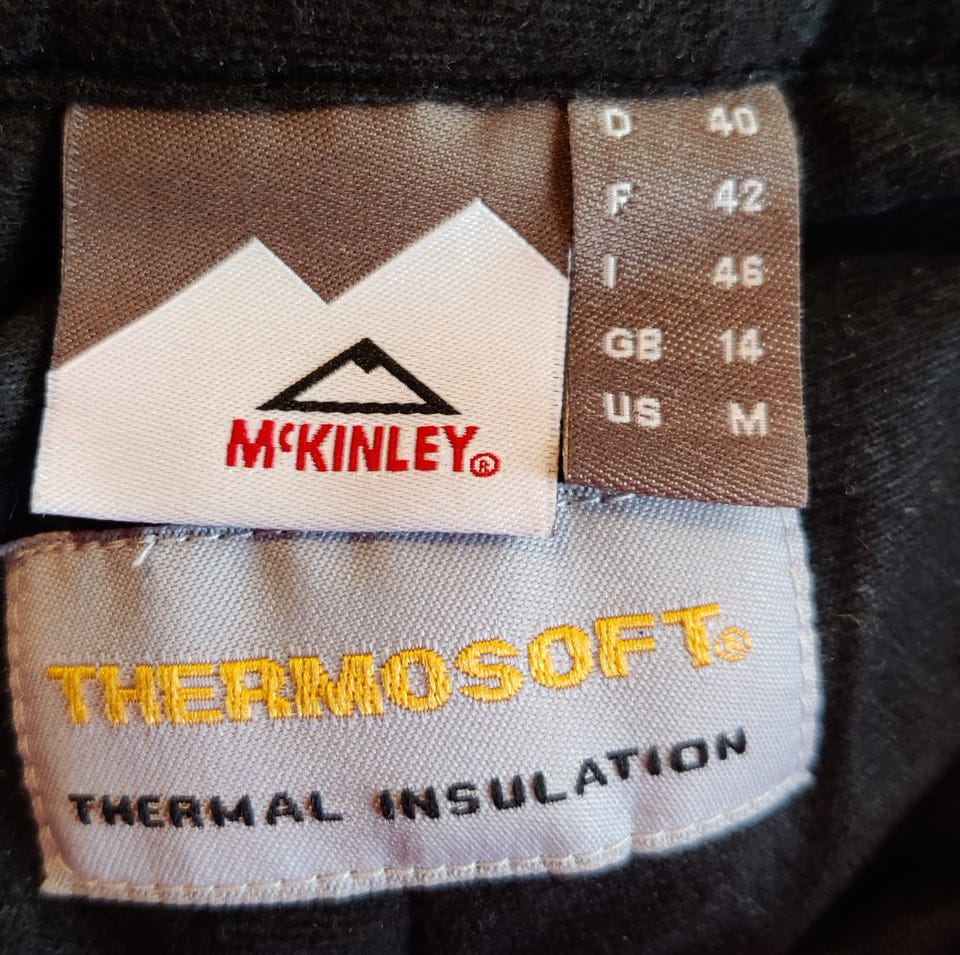 D 40
F 42
I 46
GB 14
US M
McKINLEY®
THERMOSOFT®
THERMAL INSULATION